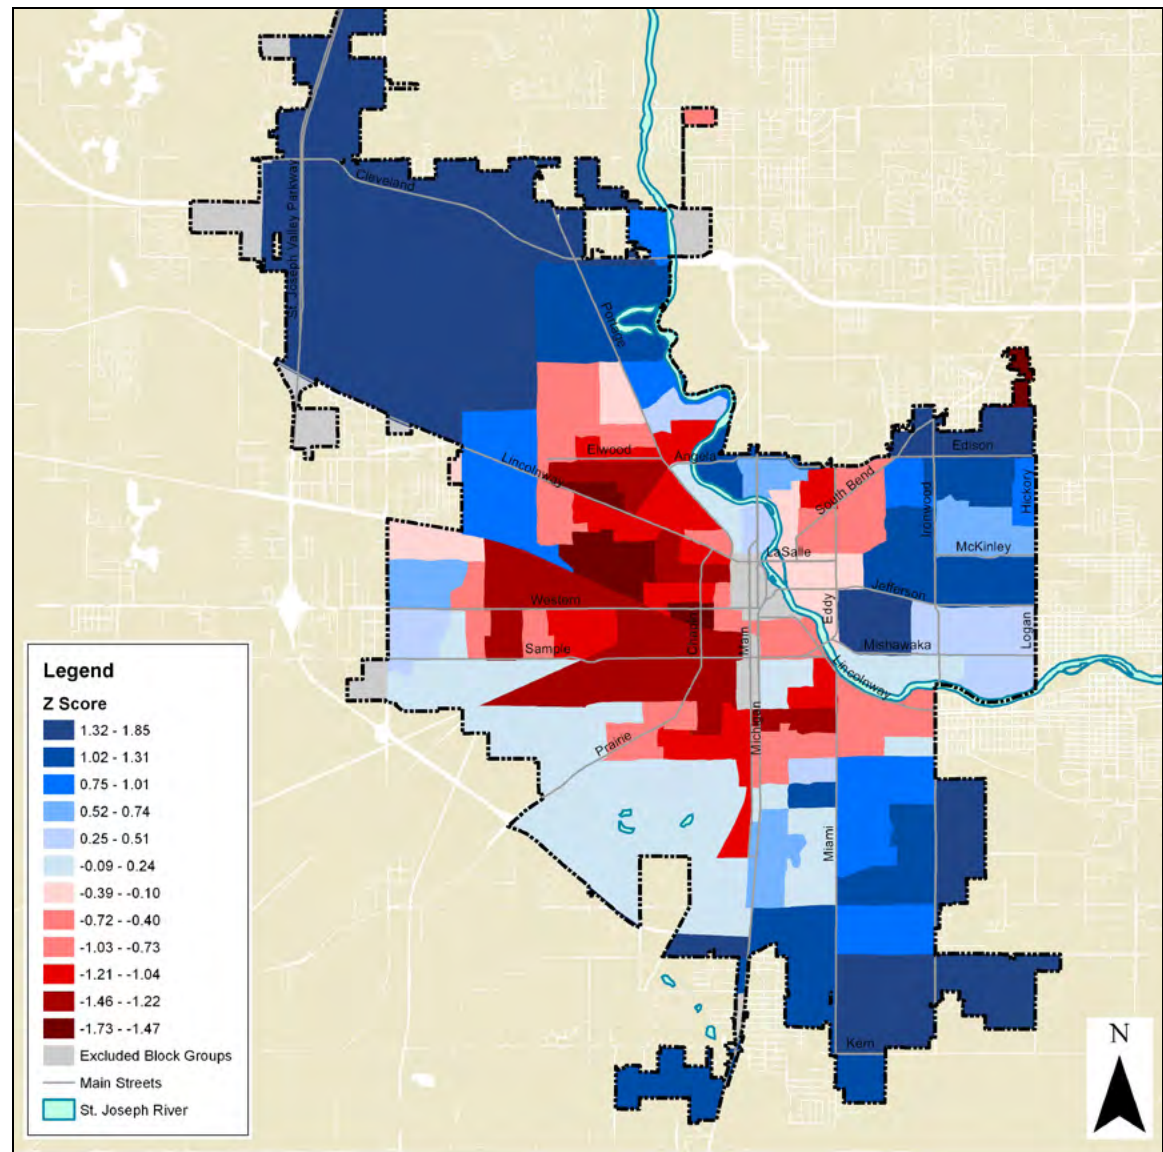 Cleveland
St. Joseph Valley Parkway
Portage
Elwood
Angela
Lincolnway
South Bend
Edison
Ironwood
Hickory
McKinley
LaSalle
Jefferson
Western
Eddy
Chapin
Main
Sample
Mishawaka
Logan
Lincolnway
Prairie
Michigan
Miami
Kern
Legend
Z Score
1.32 - 1.85
1.02 - 1.31
0.75 - 1.01
0.52 - 0.74
0.25 - 0.51
-0.09 - 0.24
-0.39 - -0.10
-0.72 - -0.40
-1.03 - -0.73
-1.21 - -1.04
-1.46 - -1.22
-1.73 - -1.47
Excluded Block Groups
Main Streets
St. Joseph River
N